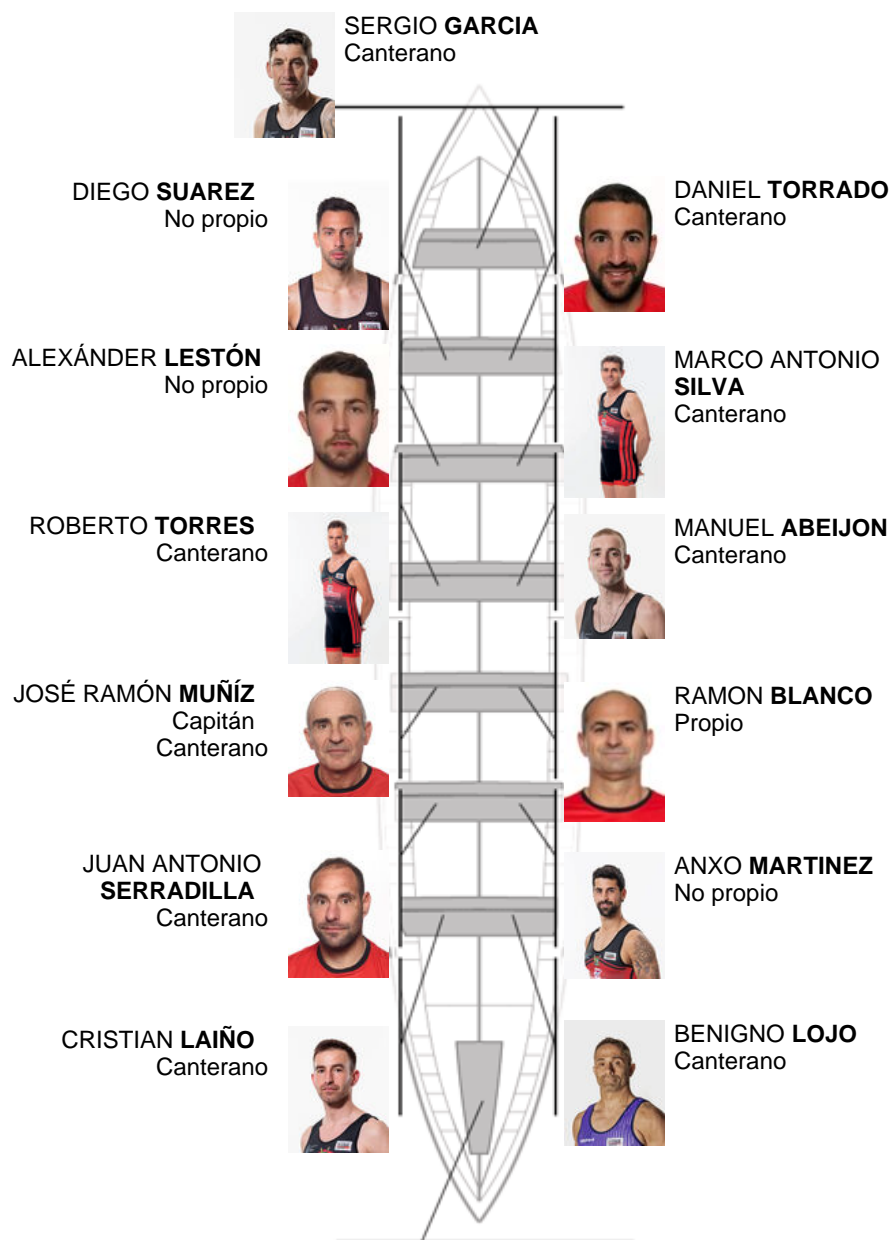 SERGIO GARCIA
Canterano
DIEGO SUAREZ
No propio
DANIEL TORRADO
Canterano
ALEXÁNDER LESTÓN
No propio
MARCO ANTONIO
SILVA
Canterano
ROBERTO TORRES
Canterano
MANUEL ABEIJON
Canterano
JOSÉ RAMÓN MUÑÍZ
Capitán
Canterano
RAMON BLANCO
Propio
JUAN ANTONIO
SERRADILLA
Canterano
ANXO MARTINEZ
No propio
CRISTIAN LAIÑO
Canterano
BENIGNO LOJO
Canterano